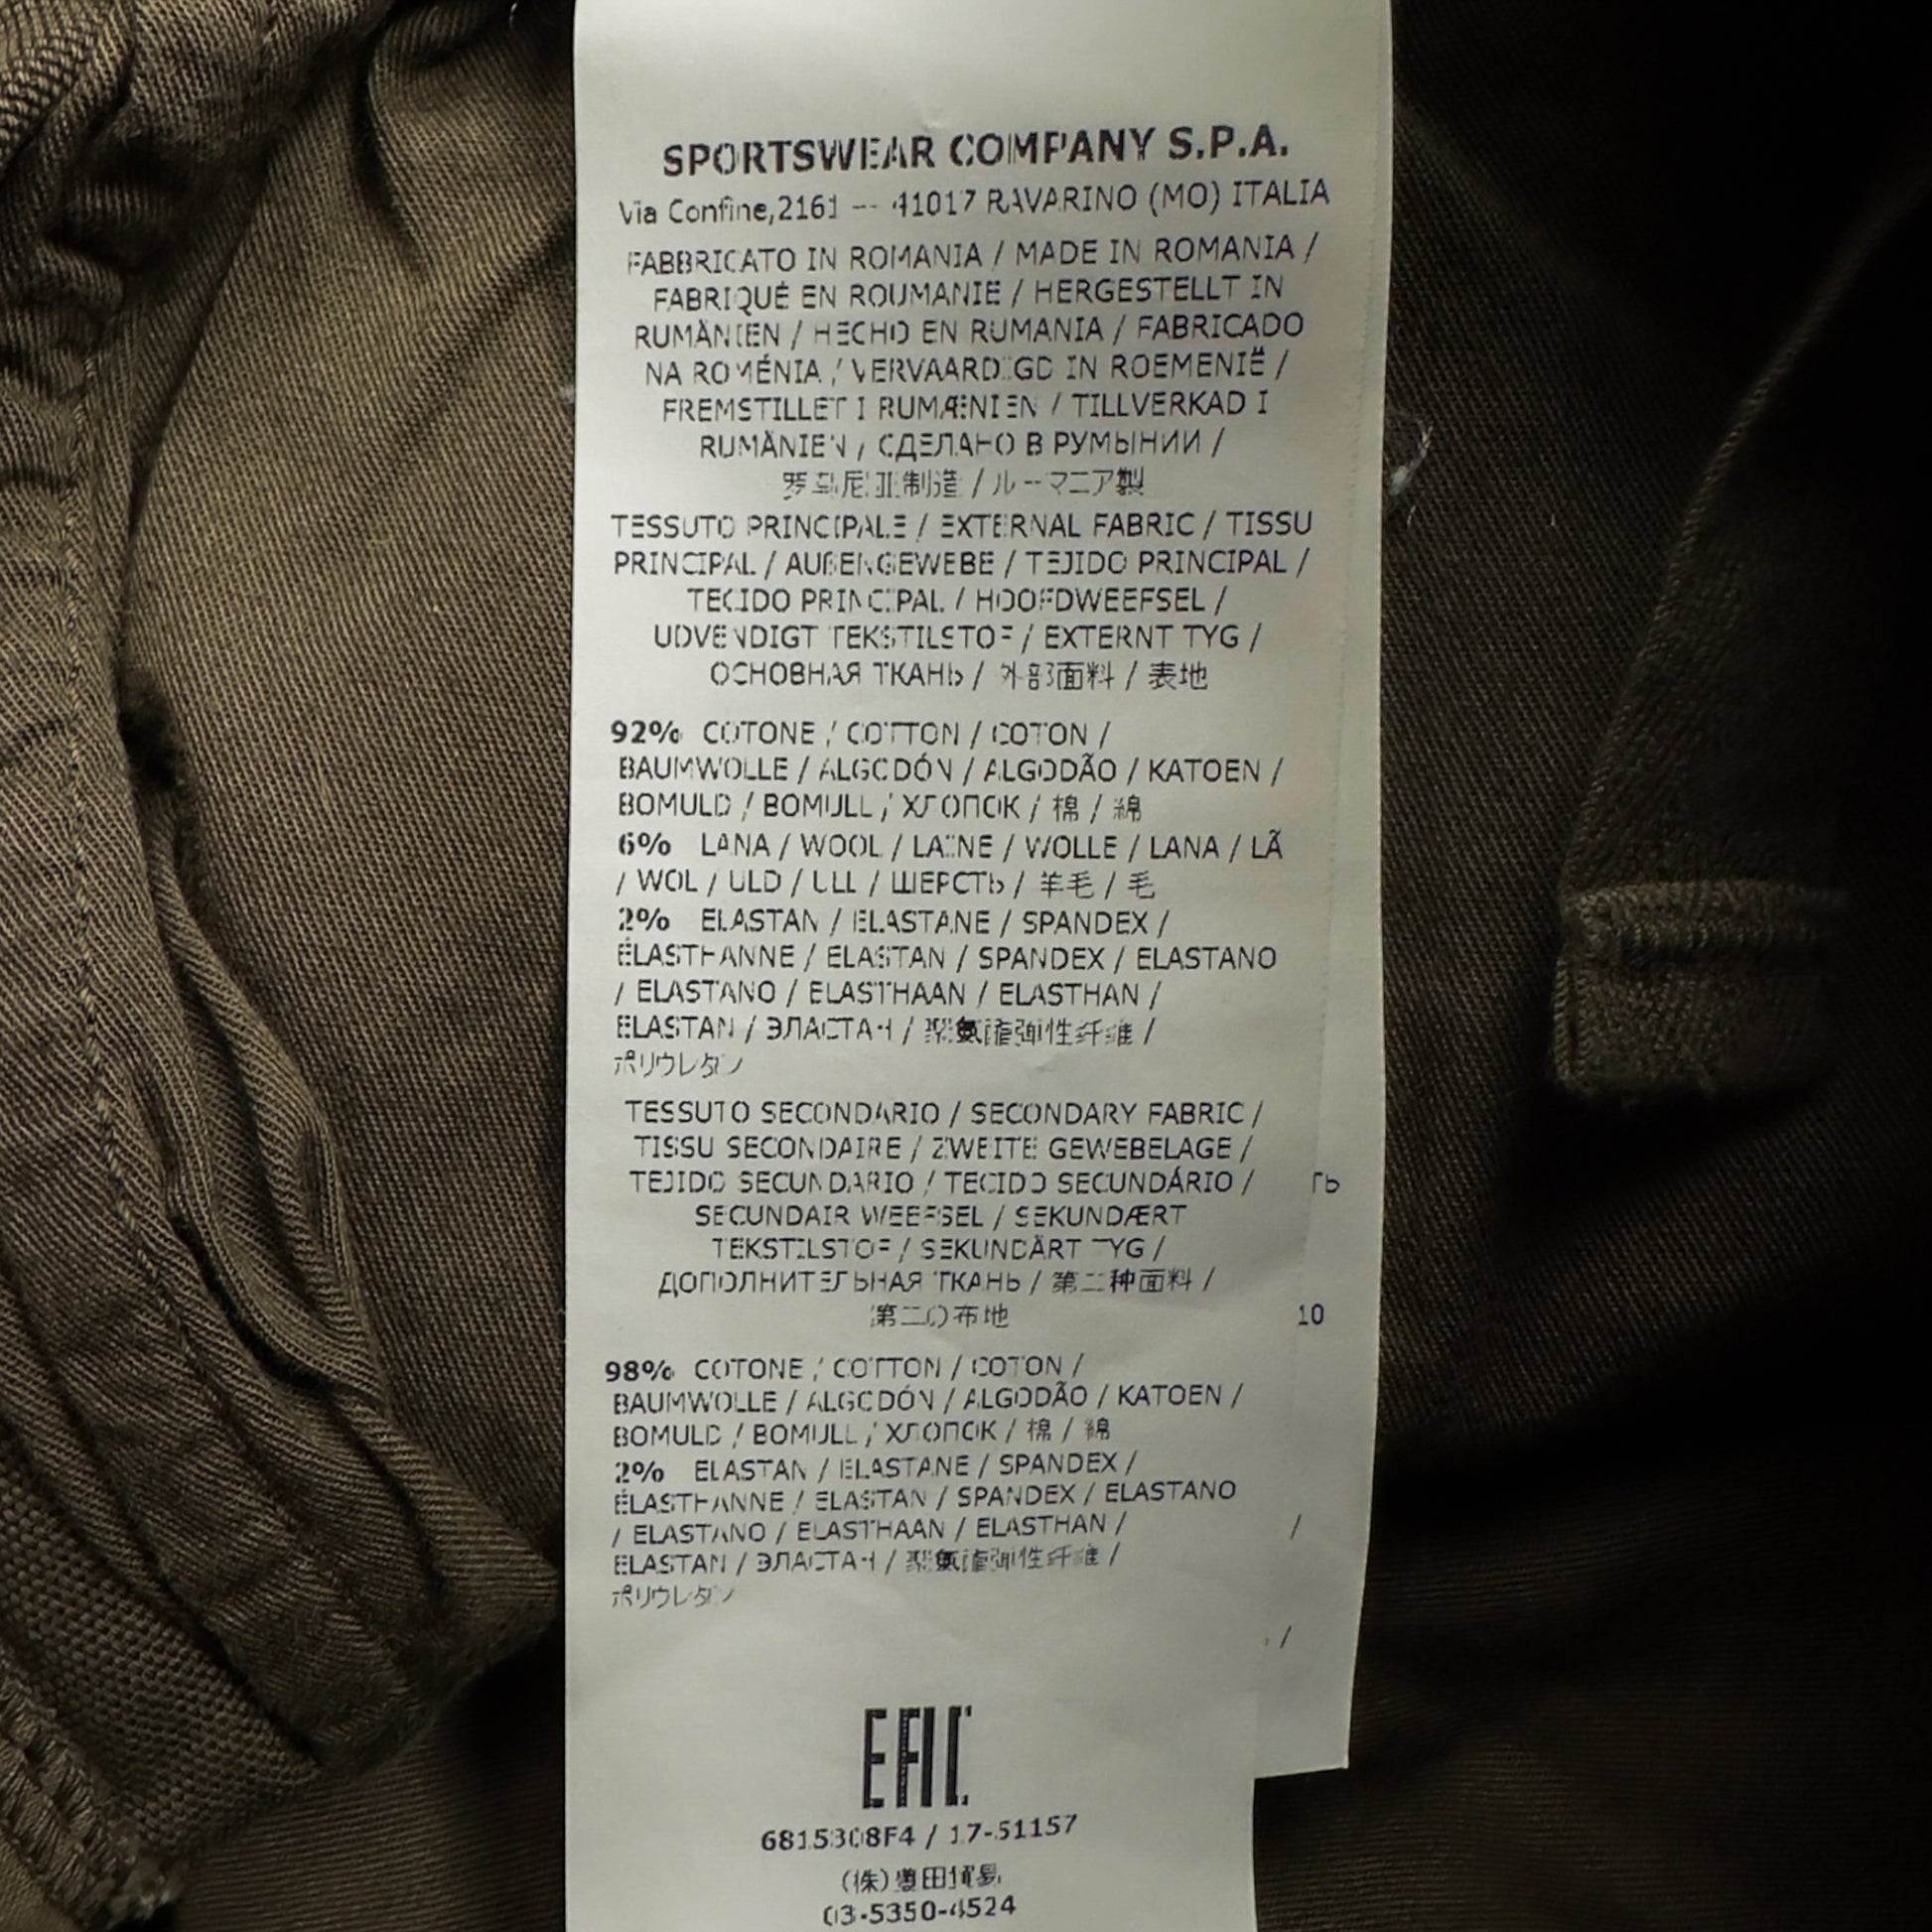 SPORTSWEAR COMPANY S.P.A.
Via Confine,2161 -- 41017 RAVARINO (MO) ITALIA
FABBRICATO IN ROMANIA / MADE IN ROMANIA /
FABRIQUÉ EN ROUMANIE / HERGESTELLT IN
RUMÄNIEN / HECHO EN RUMANIA / FABRICADO
NA ROMÉNIA / VERVAARDIGD IN ROEMENIË /
FREMSTILLET I RUMÆNIEN / TILLVERKAD I
RUMÄNIEN / СДЕЛАНО В РУМЫНИИ /
罗马尼亚制造 / ルーマニア製
TESSUTO PRINCIPALE / EXTERNAL FABRIC / TISSU
PRINCIPAL / AUßENGEWEBE / TEJIDO PRINCIPAL /
TECIDO PRINCIPAL / HOOFDWEEFSEL /
UDVENDIGT TEKSTILSTOF / EXTERNT TYG /
ОСНОВНАЯ ТКАНЬ / 外部面料 / 表地
92% COTONE / COTTON / COTON /
BAUMWOLLE / ALGODÓN / ALGODÃO / KATOEN /
BOMULD / BOMULL / ХЛОПОК / 棉 / 綿
6% LANA / WOOL / LAINE / WOLLE / LANA / LÃ
/ WOL / ULD / ULL / ШЕРСТЬ / 羊毛 / 毛
2% ELASTAN / ELASTANE / SPANDEX /
ÉLASTHANNE / ELASTAN / SPANDEX / ELASTANO
/ ELASTANO / ELASTHAAN / ELASTHAN /
ELASTAN / ЭЛАСТАН / 聚氨酯弹性纤维 /
ポリウレタン
TESSUTO SECONDARIO / SECONDARY FABRIC /
TISSU SECONDAIRE / ZWEITE GEWEBELAGE /
TEJIDO SECUNDARIO / TECIDO SECUNDÁRIO / ТЬ
SECUNDAIR WEEFSEL / SEKUNDÆRT
TEKSTILSTOF / SEKUNDÄRT TYG /
ДОПОЛНИТЕЛЬНАЯ ТКАНЬ / 第二种面料 /
第二の布地 10
98% COTONE / COTTON / COTON /
BAUMWOLLE / ALGODÓN / ALGODÃO / KATOEN /
BOMULD / BOMULL / ХЛОПОК / 棉 / 綿
2% ELASTAN / ELASTANE / SPANDEX /
ÉLASTHANNE / ELASTAN / SPANDEX / ELASTANO
/ ELASTANO / ELASTHAAN / ELASTHAN / /
ELASTAN / ЭЛАСТАН / 聚氨酯弹性纤维 /
ポリウレタン
/
EAC
6815308F4 / 17-51157
(株)豊田貿易
03-5350-4524